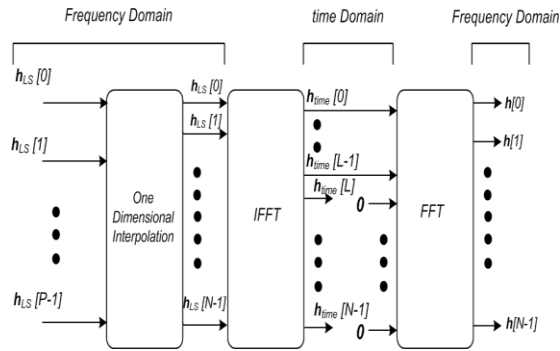 Frequency Domain
time Domain
Frequency Domain
h_LS [0]
h_LS [1]
h_LS [P-1]
One
Dimensional
Interpolation
h_LS [0]
h_LS [1]
h_LS [N-1]
IFFT
h_time [0]
h_time [L-1]
h_time [L]
0
h_time [N-1]
0
FFT
h[0]
h[1]
h[N-1]